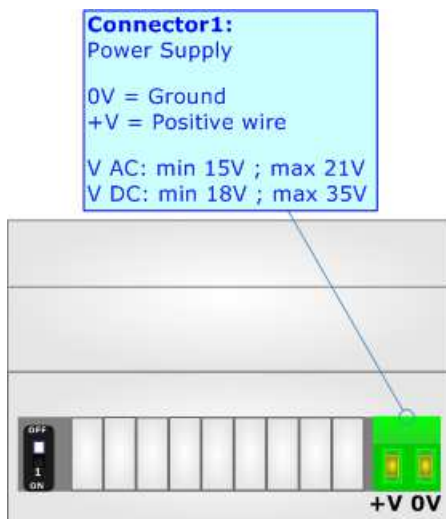 Connector1:
Power Supply
0V = Ground
+V = Positive wire
V AC: min 15V ; max 21V
V DC: min 18V ; max 35V
OFF
1
ON
+V 0V